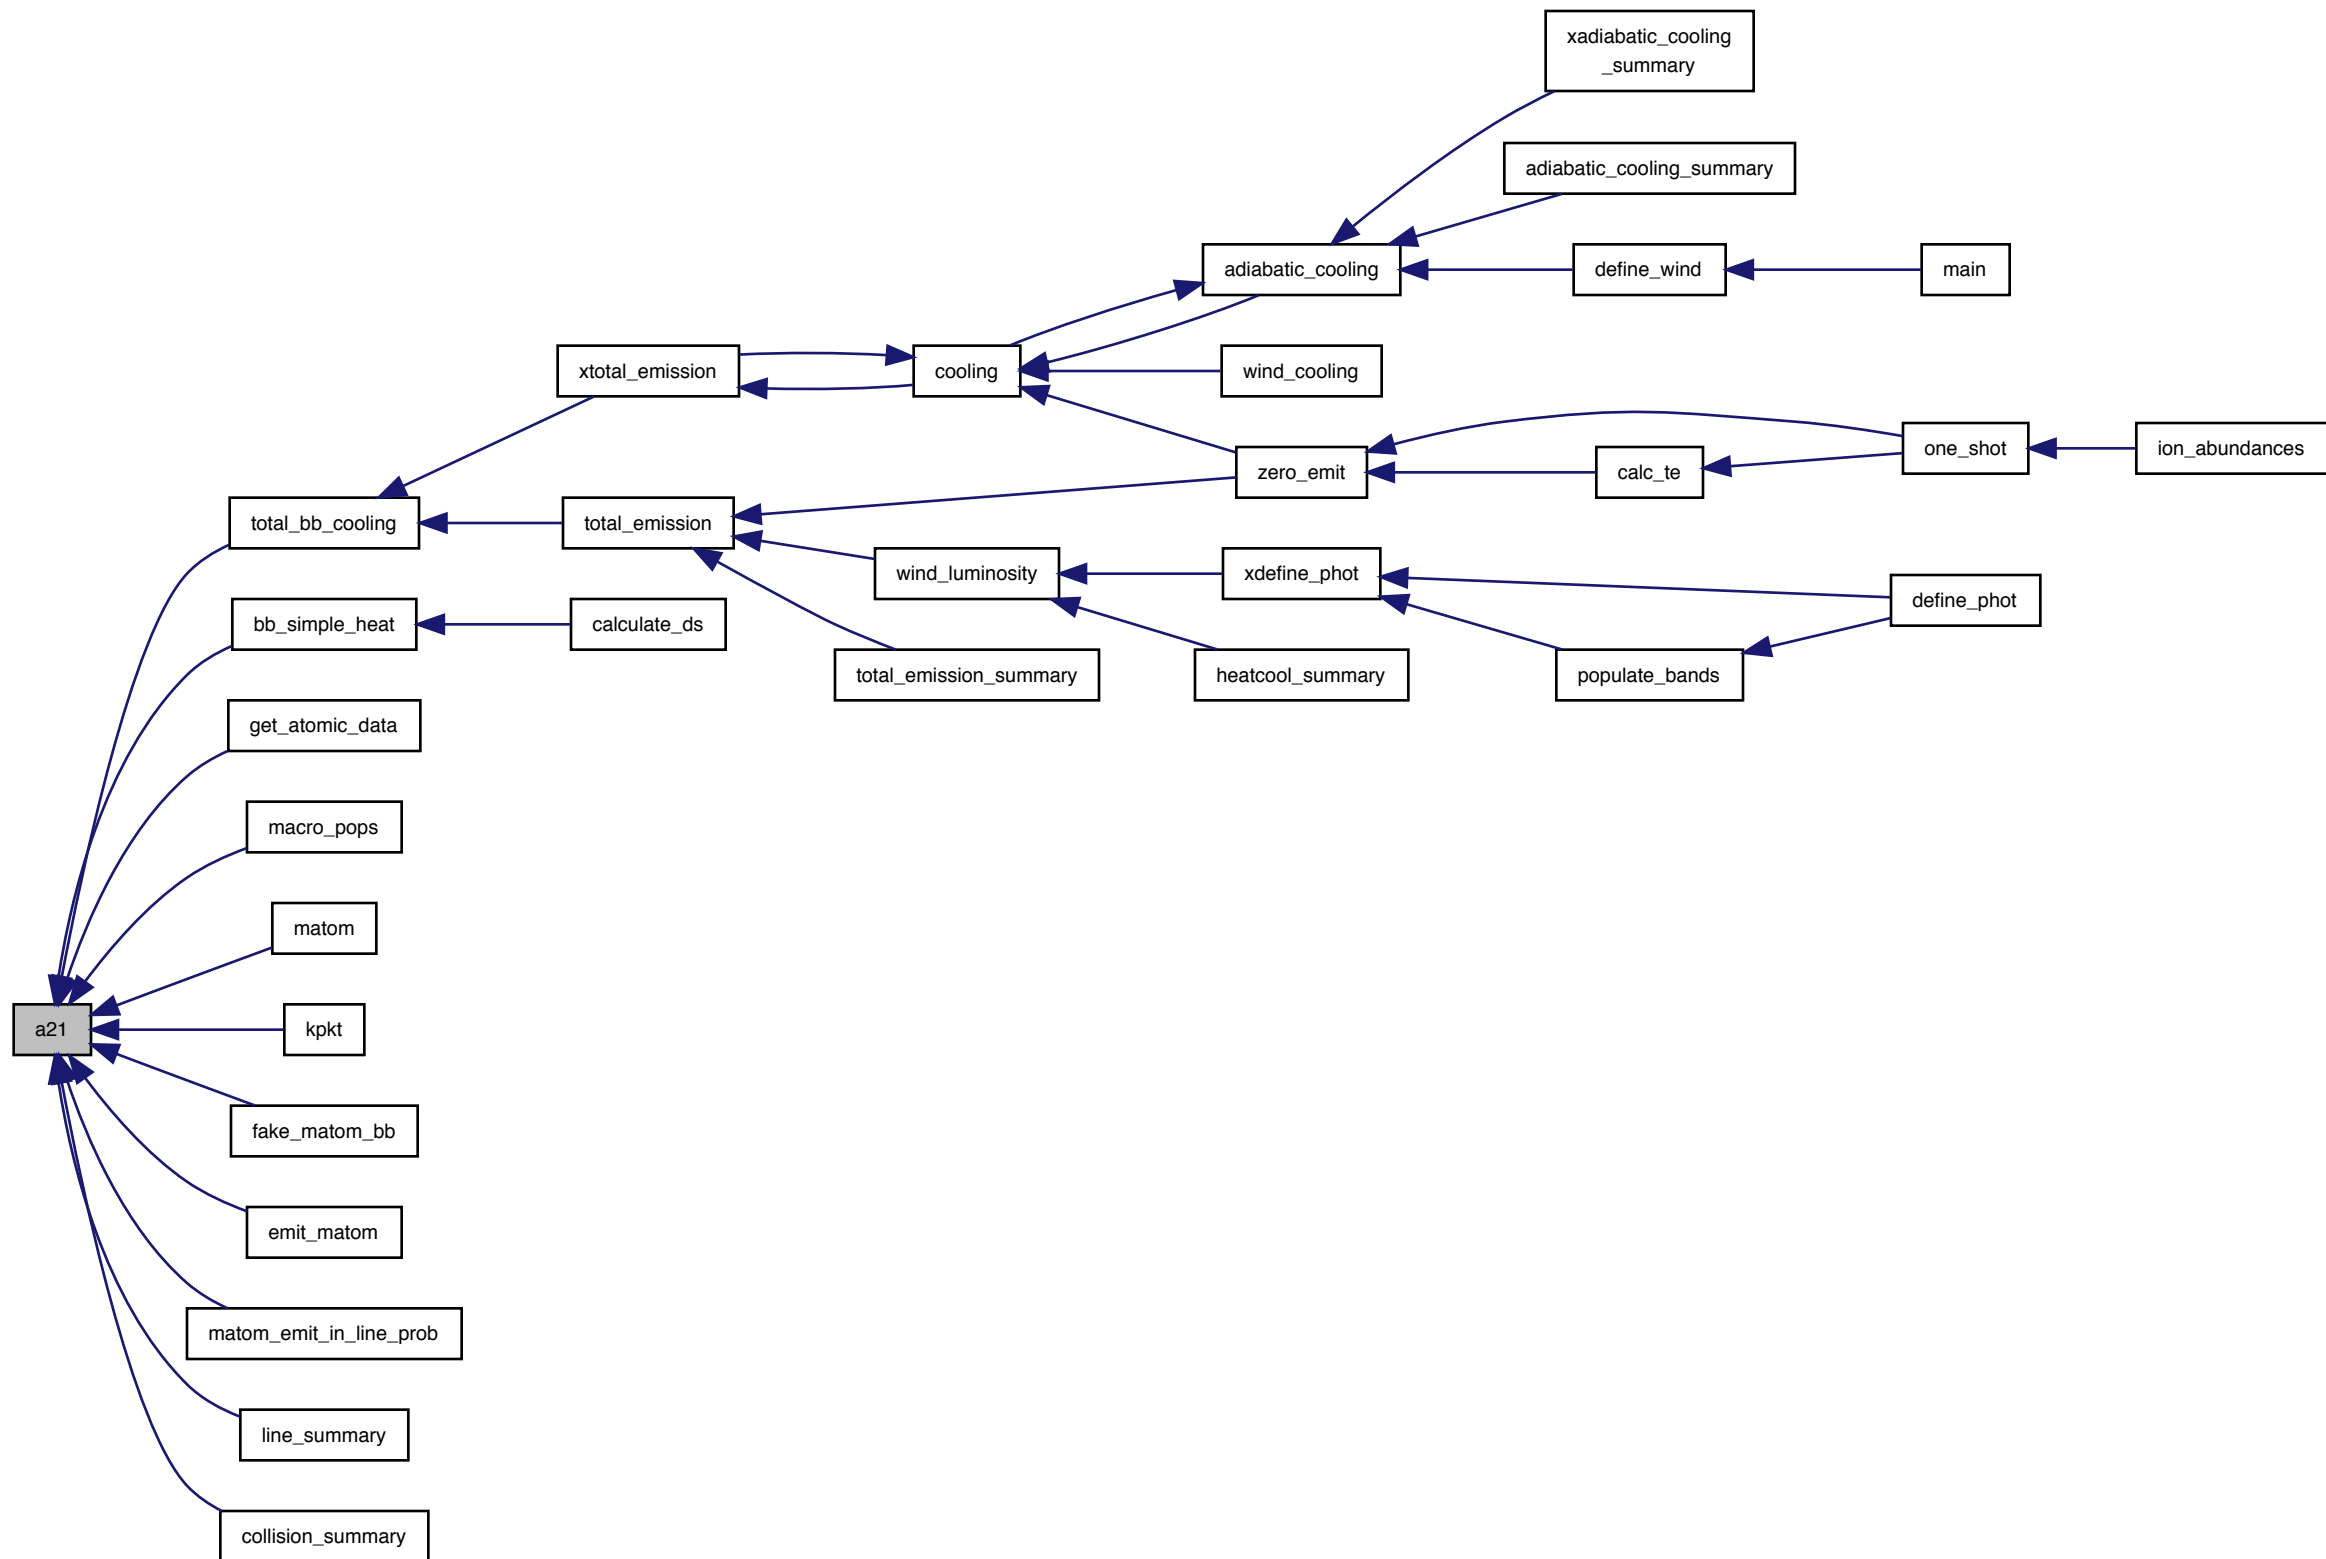 xadiabatic_cooling
_summary
adiabatic_cooling_summary
adiabatic_cooling
define_wind
main
xtotal_emission
cooling
wind_cooling
one_shot
ion_abundances
zero_emit
calc_te
total_bb_cooling
total_emission
wind_luminosity
xdefine_phot
define_phot
bb_simple_heat
calculate_ds
total_emission_summary
heatcool_summary
populate_bands
get_atomic_data
macro_pops
matom
a21
kpkt
fake_matom_bb
emit_matom
matom_emit_in_line_prob
line_summary
collision_summary